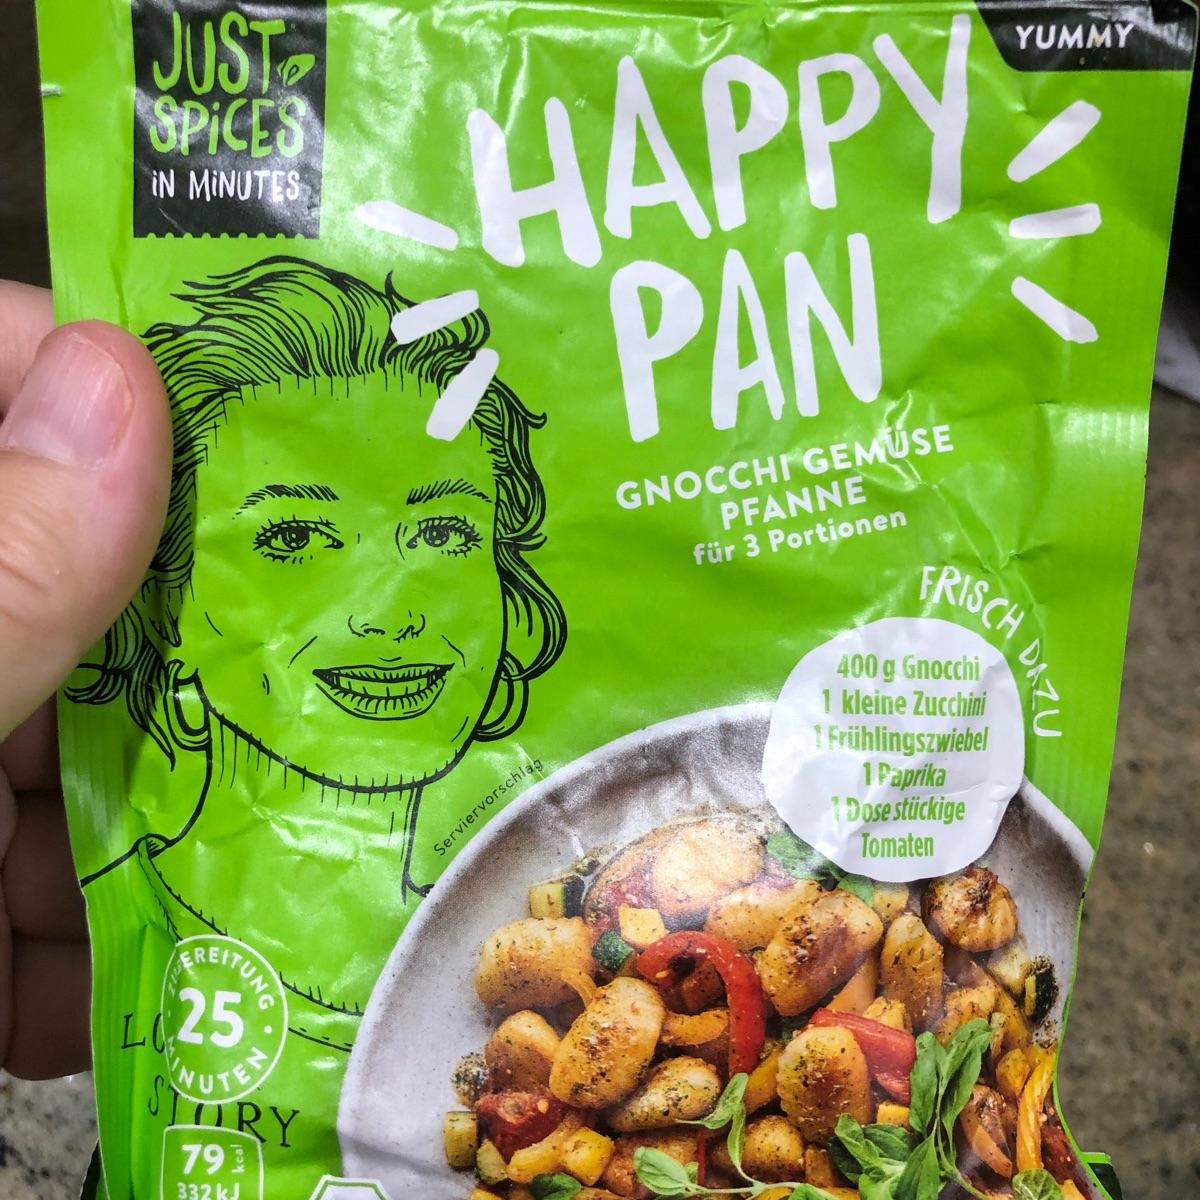 JUST
SPiCES
iN MiNUTES
YUMMY
HAPPY
PAN
GNOCCHI GEMÜSE
PFANNE
für 3 Portionen
FRISCH DAZU
400 g Gnocchi
1 kleine Zucchini
1 Frühlingszwiebel
1 Paprika
1 Dose stückige
Tomaten
Serviervorschlag
ZUBEREITUNG
25
MINUTEN
STORY
79 kcal
332 kJ